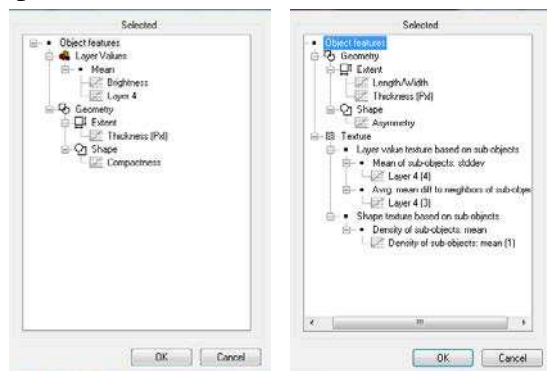 Selected
Object features
Layer Values
Mean
Brightness
Layer 4
Geometry
Extent
Thickness (Pxl)
Shape
Compactness
OK
Cancel
Selected
Object features
Geometry
Extent
Length/Width
Thickness (Pxl)
Shape
Asymmetry
Texture
Layer value texture based on sub objects
Mean of sub-objects: stddev
Layer 4 (4)
Avrg. mean diff to neighbors of sub-objec
Layer 4 (3)
Shape texture based on sub objects
Density of sub-objects: mean
Density of sub-objects: mean (1)
OK
Cancel